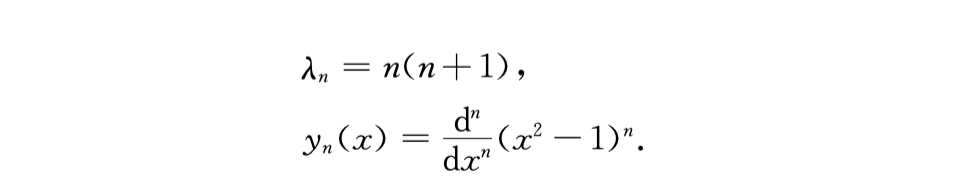 λₙ = n(n+1),
yₙ(x) = dⁿ/dxⁿ (x² − 1)ⁿ.